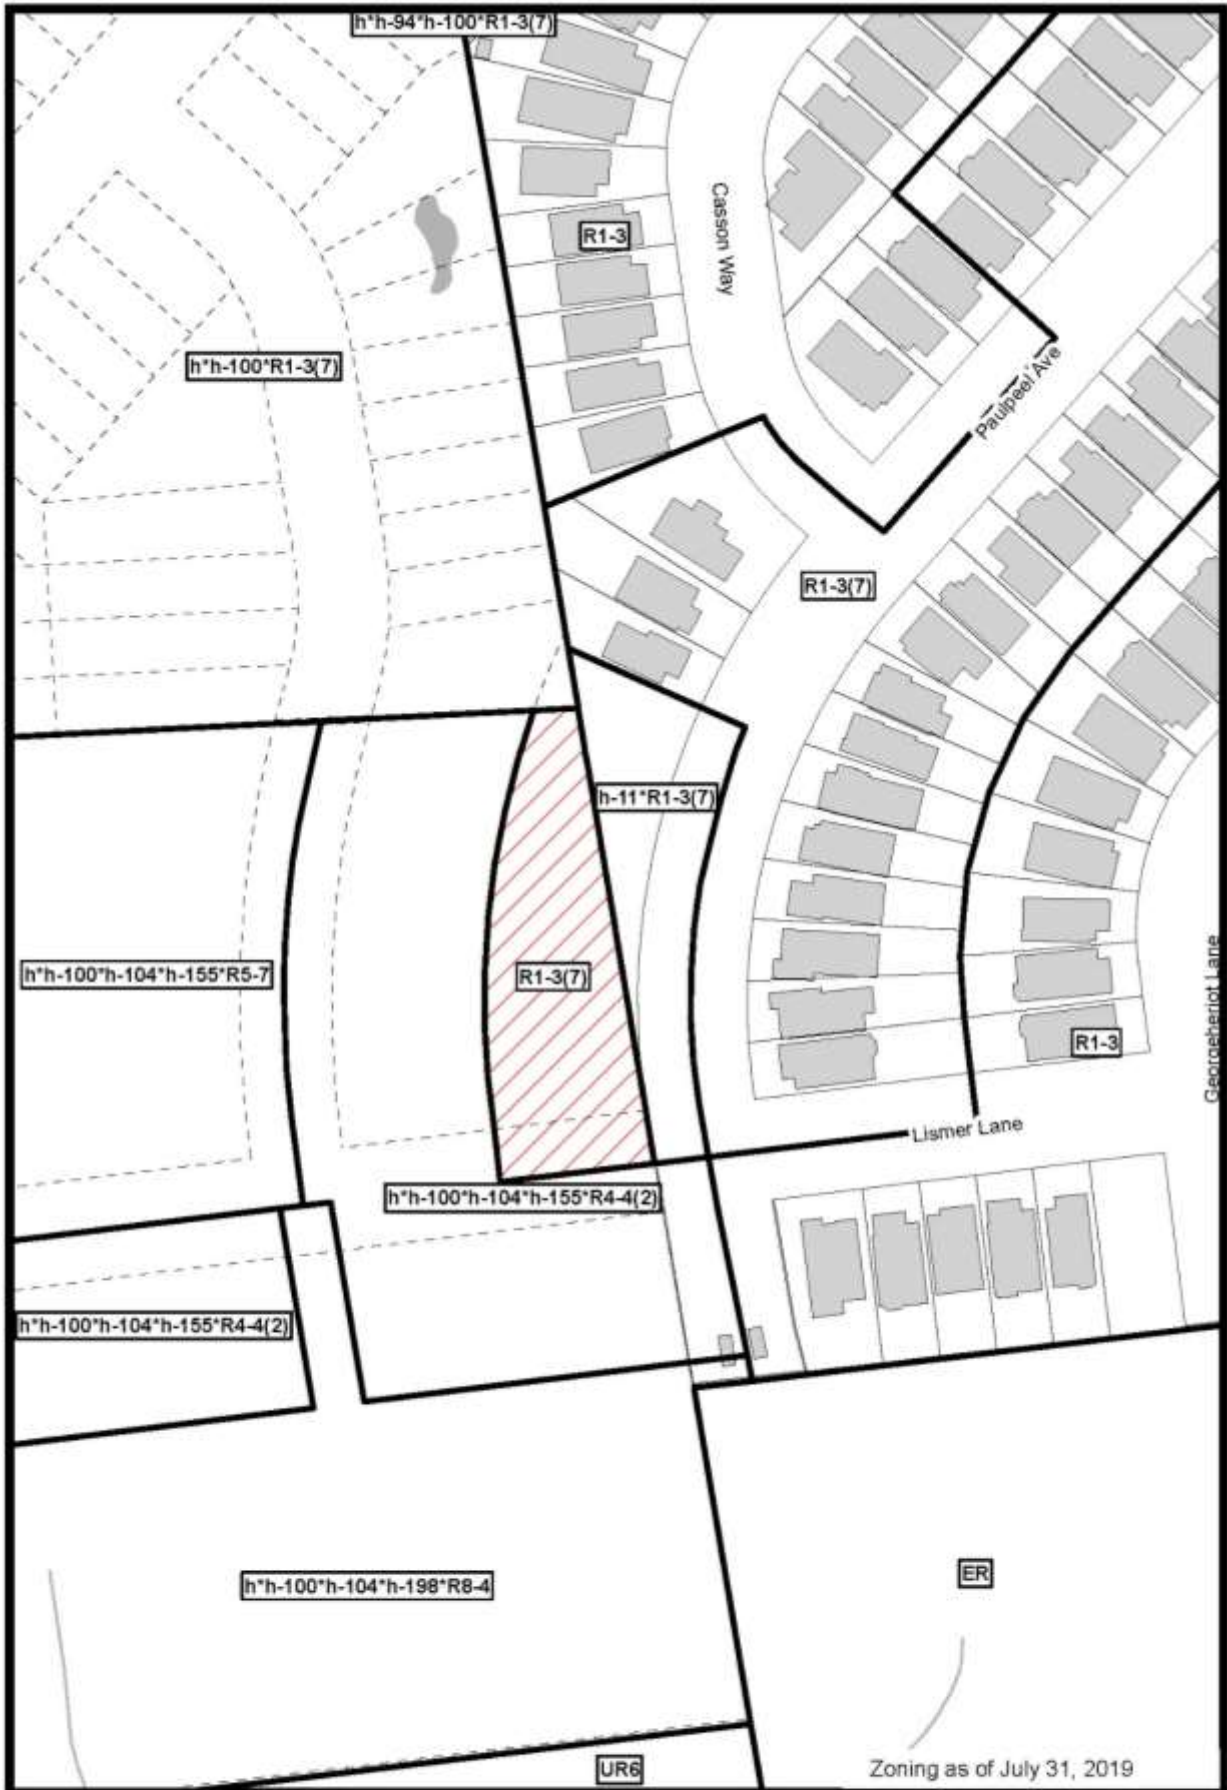 h*h-94*h-100*R1-3(7)
Casson Way
R1-3
h*h-100*R1-3(7)
Paulpeel Ave
R1-3(7)
h-11*R1-3(7)
h*h-100*h-104*h-155*R5-7
R1-3(7)
Georgeheriot Lane
R1-3
Lismer Lane
h*h-100*h-104*h-155*R4-4(2)
h*h-100*h-104*h-155*R4-4(2)
h*h-100*h-104*h-198*R8-4
ER
UR6
Zoning as of July 31, 2019